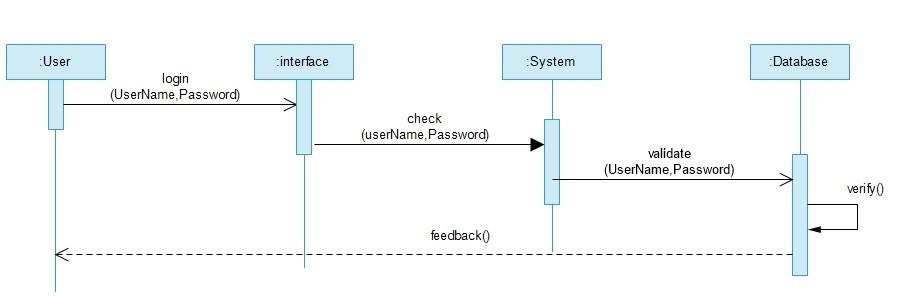 :User
:interface
:System
:Database
login
(UserName,Password)
check
(userName,Password)
validate
(UserName,Password)
verify()
feedback()